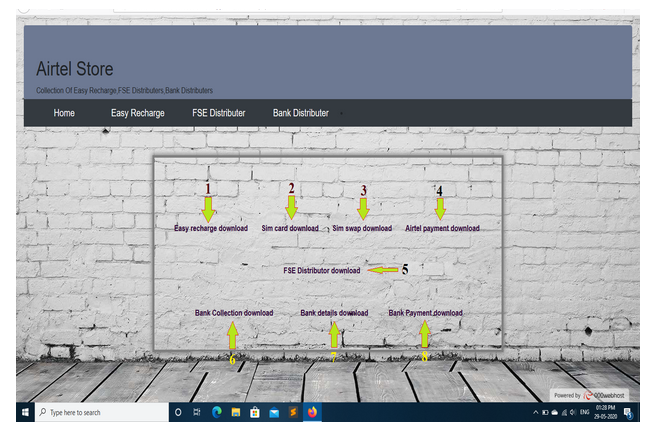 Airtel Store
Collection Of Easy Recharge,FSE Distributers,Bank Distributers
Home Easy Recharge FSE Distributer Bank Distributer
1 2 3 4
Easy recharge download Sim card download Sim swap download Airtel payment download
FSE Distributor download 5
Bank Collection download Bank details download Bank Payment download
6 7 8
Powered by 000webhost
Type here to search
ENG
01:28 PM
29-05-2020